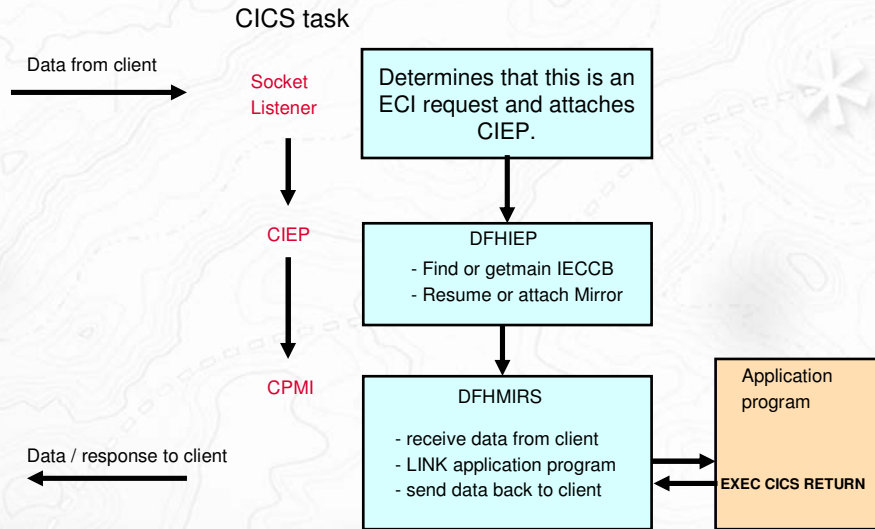 CICS task
Data from client
Socket
Listener
Determines that this is an
ECI request and attaches
CIEP.
CIEP
DFHIEP
- Find or getmain IECCB
- Resume or attach Mirror
CPMI
DFHMIRS
- receive data from client
- LINK application program
- send data back to client
Application
program
EXEC CICS RETURN
Data / response to client